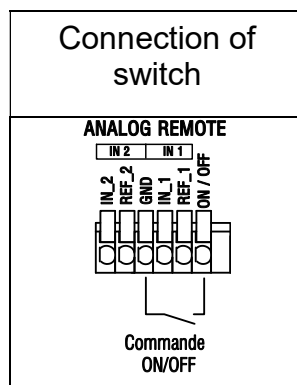 Connection of
switch
ANALOG REMOTE
IN 2 IN 1
IN_2
REF_2
GND
IN_1
REF_1
ON / OFF
Commande
ON/OFF